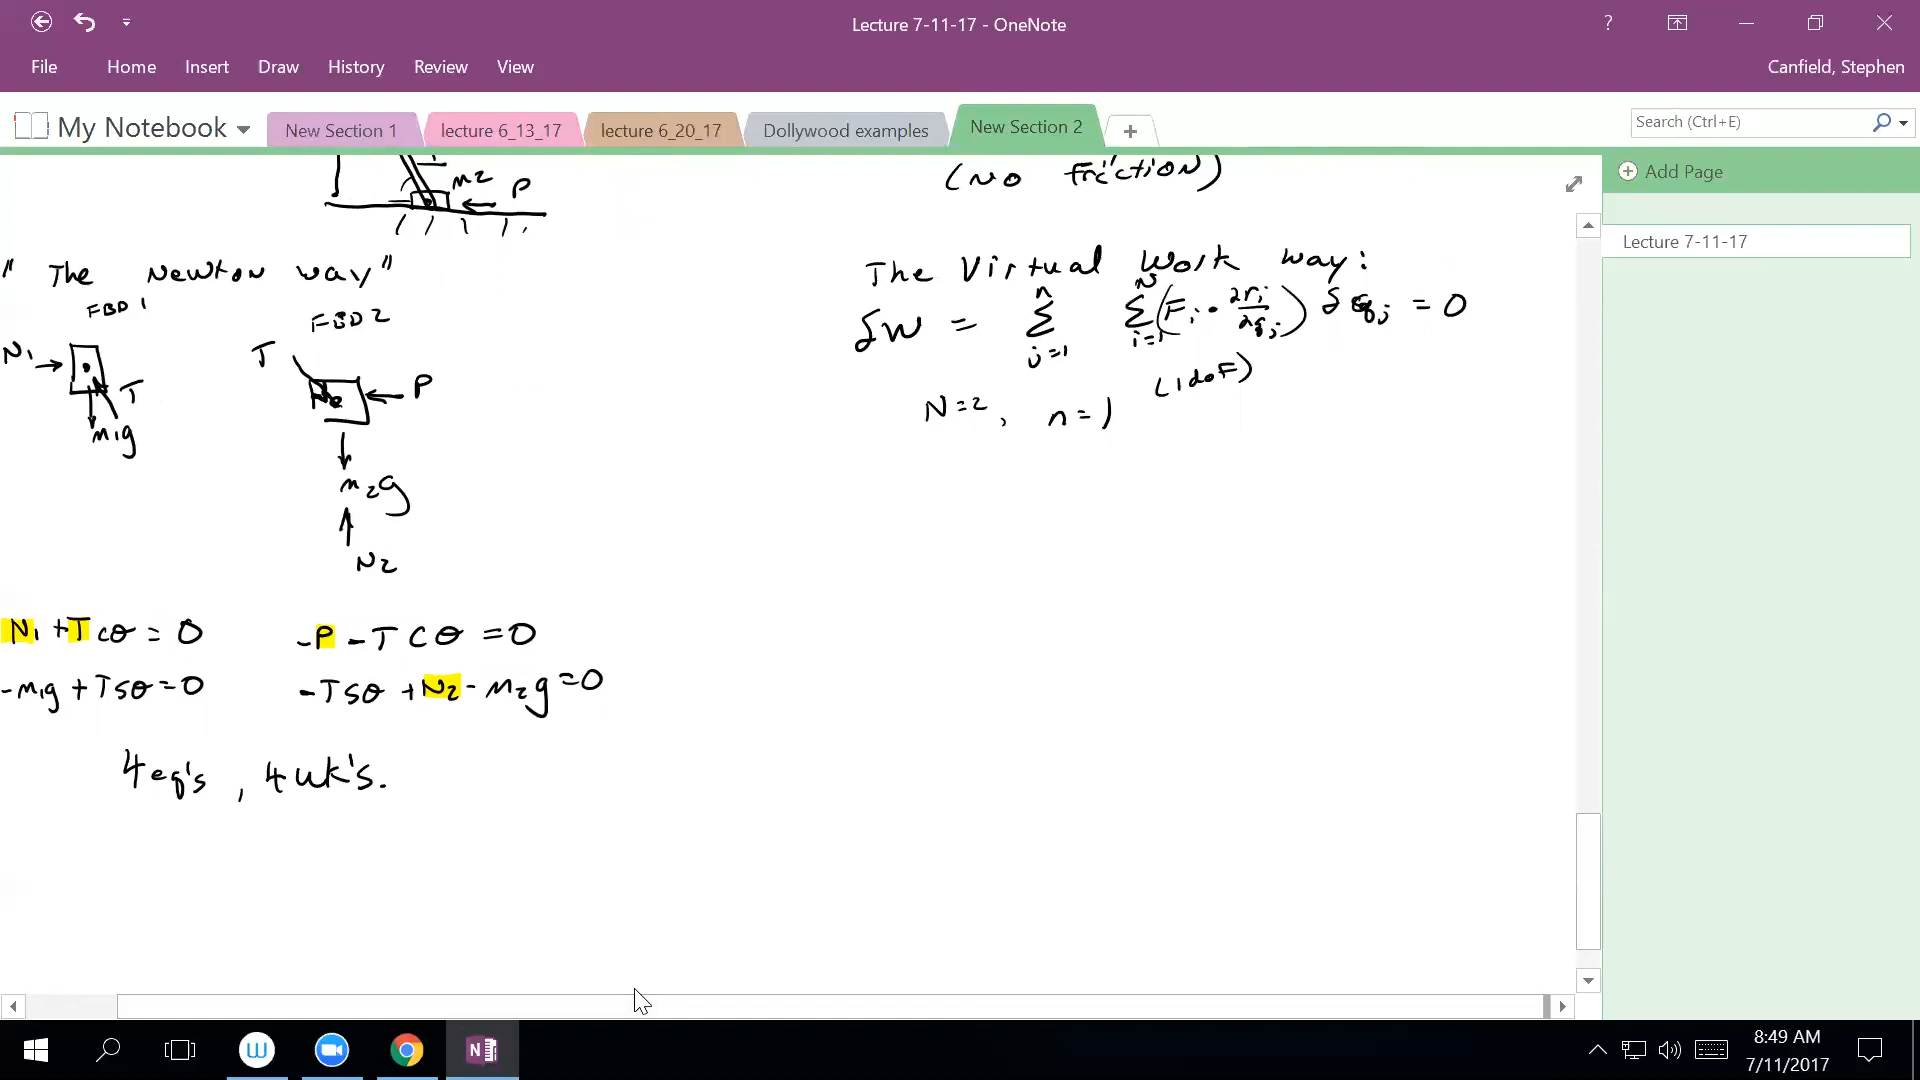 Lecture 7-11-17 - OneNote
?
File Home Insert Draw History Review View
Canfield, Stephen
My Notebook
New Section 1
lecture 6_13_17
lecture 6_20_17
Dollywood examples
New Section 2
+
Search (Ctrl+E)
Add Page
Lecture 7-11-17
m2
P
(No friction)
"The Newton way"
FBD 1
FBD 2
N1
T
m1g
T
P
m2g
N2
N1 + T cθ = 0
-m1g + T sθ = 0
-P - T cθ = 0
-T sθ + N2 - m2g = 0
4 eq's, 4 uk's.
The Virtual Work way:
δW = Σ(j=1 to n) Σ(i=1 to N) (Fi · ∂ri/∂qj) δqj = 0
(1 doF)
N=2, n=1
W
N
8:49 AM
7/11/2017